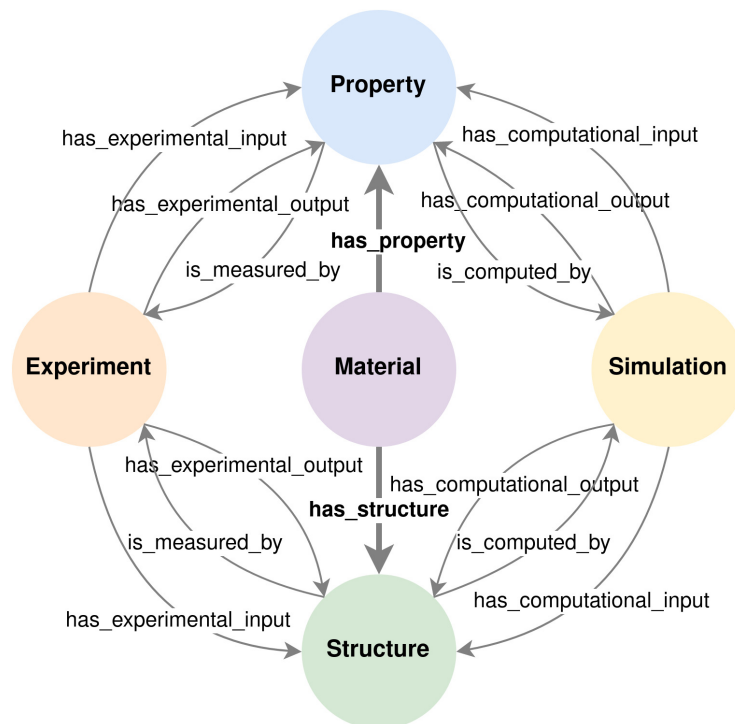 Property
has_experimental_input
has_computational_input
has_experimental_output
has_computational_output
has_property
is_measured_by
is_computed_by
Experiment
Material
Simulation
has_experimental_output
has_computational_output
has_structure
is_measured_by
is_computed_by
has_experimental_input
has_computational_input
Structure